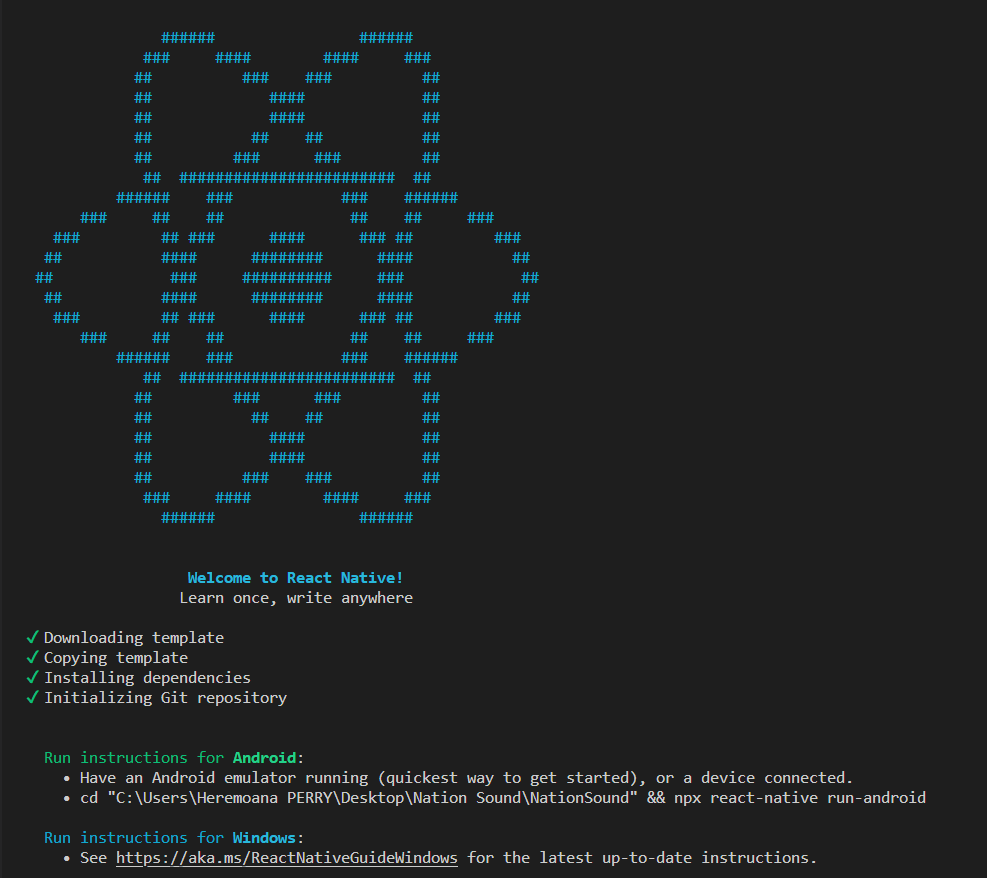 ######                ######
             ###     ####        ####     ###
            ##          ###    ###          ##
            ##             ####             ##
            ##             ####             ##
            ##           ##    ##           ##
            ##         ###      ###         ##
             ##  ########################  ##
          ######    ###            ###    ######
      ###     ##    ##              ##    ##     ###
   ###         ## ###      ####      ### ##         ###
  ##           ####      ########      ####           ##
 ##             ###     ##########     ###             ##
  ##           ####      ########      ####           ##
   ###         ## ###      ####      ### ##         ###
      ###     ##    ##              ##    ##     ###
          ######    ###            ###    ######
             ##  ########################  ##
            ##         ###      ###         ##
            ##           ##    ##           ##
            ##             ####             ##
            ##             ####             ##
            ##          ###    ###          ##
             ###     ####        ####     ###
               ######                ######
Welcome to React Native!
Learn once, write anywhere
✓ Downloading template
✓ Copying template
✓ Installing dependencies
✓ Initializing Git repository
Run instructions for Android:
• Have an Android emulator running (quickest way to get started), or a device connected.
• cd "C:\Users\Heremoana PERRY\Desktop\Nation Sound\NationSound" && npx react-native run-android
Run instructions for Windows:
• See https://aka.ms/ReactNativeGuideWindows for the latest up-to-date instructions.